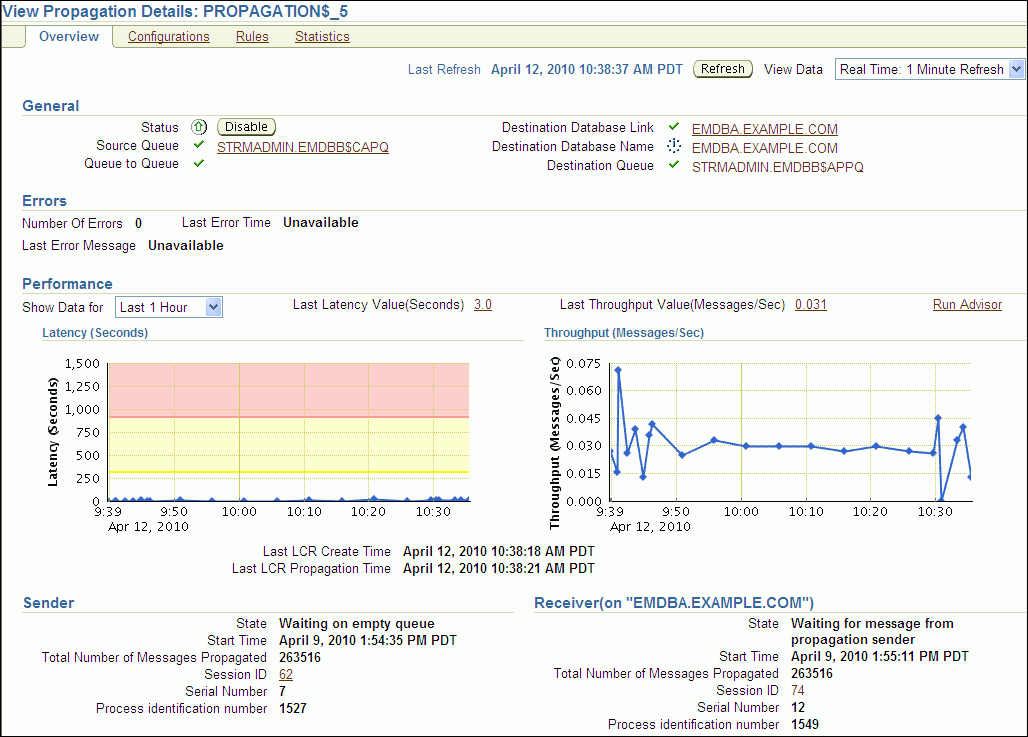 View Propagation Details: PROPAGATION$_5
Overview Configurations Rules Statistics
Last Refresh April 12, 2010 10:38:37 AM PDT Refresh View Data Real Time: 1 Minute Refresh
General
Status Disable
Source Queue STRMADMIN.EMDBB$CAPQ
Queue to Queue
Destination Database Link EMDBA.EXAMPLE.COM
Destination Database Name EMDBA.EXAMPLE.COM
Destination Queue STRMADMIN.EMDBB$APPQ
Errors
Number Of Errors 0 Last Error Time Unavailable
Last Error Message Unavailable
Performance
Show Data for Last 1 Hour Last Latency Value(Seconds) 3.0 Last Throughput Value(Messages/Sec) 0.031 Run Advisor
Latency (Seconds)
Latency (Seconds)
1,500
1,250
1,000
750
500
250
0
9:39 9:50 10:00 10:10 10:20 10:30
Apr 12, 2010
Throughput (Messages/Sec)
Throughput (Messages/Sec)
0.075
0.060
0.045
0.030
0.015
0.000
9:39 9:50 10:00 10:10 10:20 10:30
Apr 12, 2010
Last LCR Create Time April 12, 2010 10:38:18 AM PDT
Last LCR Propagation Time April 12, 2010 10:38:21 AM PDT
Sender
State Waiting on empty queue
Start Time April 9, 2010 1:54:35 PM PDT
Total Number of Messages Propagated 263516
Session ID 62
Serial Number 7
Process identification number 1527
Receiver(on "EMDBA.EXAMPLE.COM")
State Waiting for message from
propagation sender
Start Time April 9, 2010 1:55:11 PM PDT
Total Number of Messages Propagated 263516
Session ID 74
Serial Number 12
Process identification number 1549